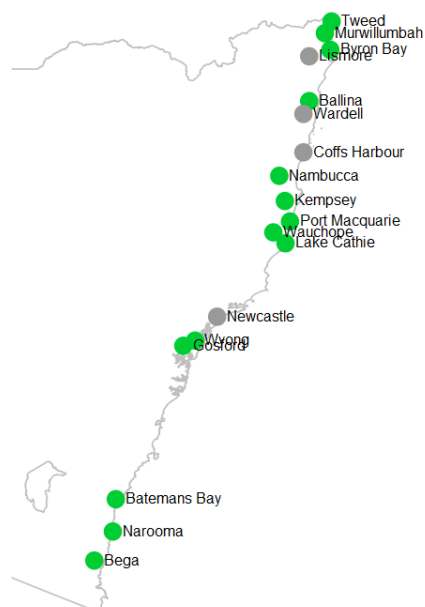 Tweed
Murwillumbah
Byron Bay
Lismore
Ballina
Wardell
Coffs Harbour
Nambucca
Kempsey
Port Macquarie
Wauchope
Lake Cathie
Newcastle
Wyong
Gosford
Batemans Bay
Narooma
Bega